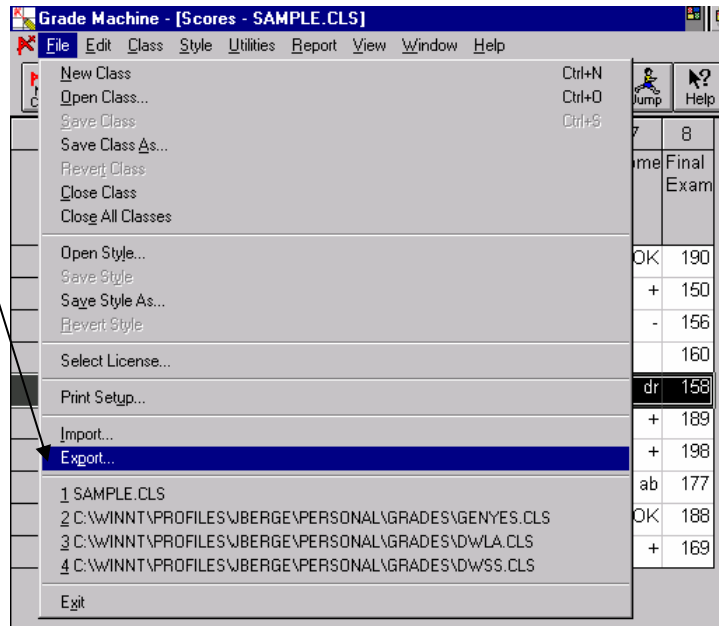 Grade Machine - [Scores - SAMPLE.CLS]
File Edit Class Style Utilities Report View Window Help
Jump Help
New Class Ctrl+N
Open Class... Ctrl+O
Save Class Ctrl+S
Save Class As...
Revert Class
Close Class
Close All Classes
Open Style...
Save Style
Save Style As...
Revert Style
Select License...
Print Setup...
Import...
Export...
1 SAMPLE.CLS
2 C:\WINNT\PROFILES\JBERGE\PERSONAL\GRADES\GENYES.CLS
3 C:\WINNT\PROFILES\JBERGE\PERSONAL\GRADES\DWLA.CLS
4 C:\WINNT\PROFILES\JBERGE\PERSONAL\GRADES\DWSS.CLS
Exit
7 8
me Final
Exam
OK 190
+ 150
- 156
160
dr 158
+ 189
+ 198
ab 177
OK 188
+ 169